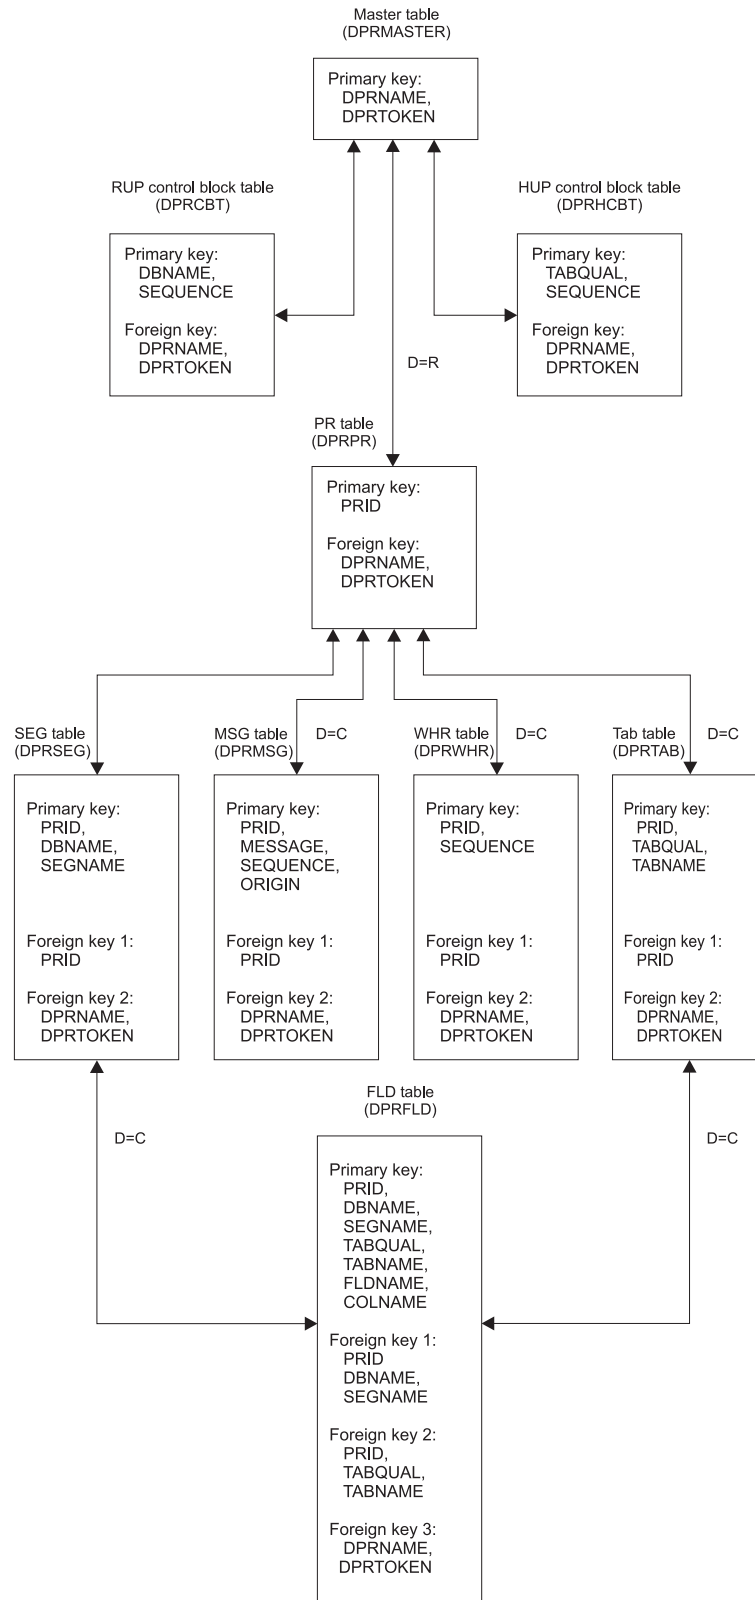 Master table
(DPRMASTER)
Primary key:
DPRNAME,
DPRTOKEN
RUP control block table
(DPRCBT)
Primary key:
DBNAME,
SEQUENCE
Foreign key:
DPRNAME,
DPRTOKEN
HUP control block table
(DPRHCBT)
Primary key:
TABQUAL,
SEQUENCE
Foreign key:
DPRNAME,
DPRTOKEN
D=R
PR table
(DPRPR)
Primary key:
PRID
Foreign key:
DPRNAME,
DPRTOKEN
SEG table
(DPRSEG)
Primary key:
PRID,
DBNAME,
SEGNAME
Foreign key 1:
PRID
Foreign key 2:
DPRNAME,
DPRTOKEN
MSG table
(DPRMSG)
D=C
Primary key:
PRID,
MESSAGE,
SEQUENCE,
ORIGIN
Foreign key 1:
PRID
Foreign key 2:
DPRNAME,
DPRTOKEN
WHR table
(DPRWHR)
D=C
Primary key:
PRID,
SEQUENCE
Foreign key 1:
PRID
Foreign key 2:
DPRNAME,
DPRTOKEN
Tab table
(DPRTAB)
D=C
Primary key:
PRID,
TABQUAL,
TABNAME
Foreign key 1:
PRID
Foreign key 2:
DPRNAME,
DPRTOKEN
D=C
FLD table
(DPRFLD)
D=C
Primary key:
PRID,
DBNAME,
SEGNAME,
TABQUAL,
TABNAME,
FLDNAME,
COLNAME
Foreign key 1:
PRID
DBNAME,
SEGNAME
Foreign key 2:
PRID,
TABQUAL,
TABNAME
Foreign key 3:
DPRNAME,
DPRTOKEN